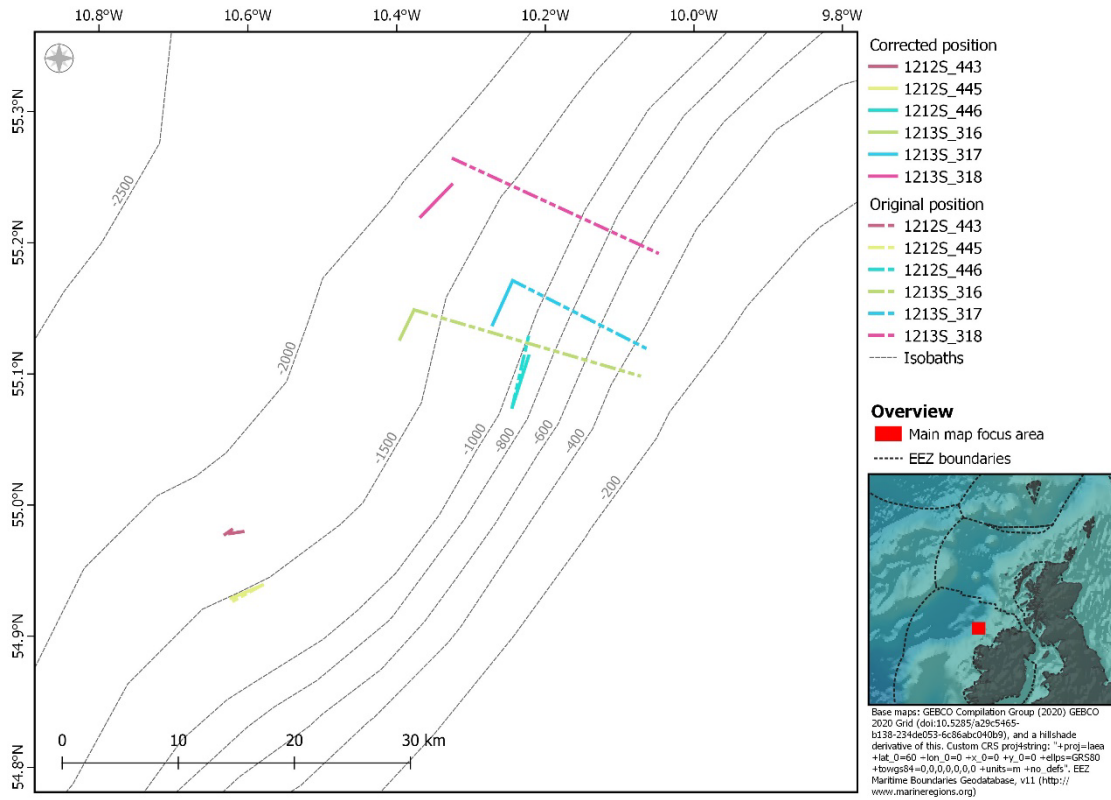 10.8°W 10.6°W 10.4°W 10.2°W 10.0°W 9.8°W
55.3°N
55.2°N
55.1°N
55.0°N
54.9°N
54.8°N
-2500
-2000
-1500
-1000
-800
-600
-400
-200
0 10 20 30 km
Corrected position
1212S_443
1212S_445
1212S_446
1213S_316
1213S_317
1213S_318
Original position
1212S_443
1212S_445
1212S_446
1213S_316
1213S_317
1213S_318
Isobaths
Overview
Main map focus area
EEZ boundaries
Base maps: GEBCO Compilation Group (2020) GEBCO
2020 Grid (doi:10.5285/a29c5465-
b138-234de053-6c86abc040b9), and a hillshade
derivative of this. Custom CRS proj4string: "+proj=laea
+lat_0=60 +lon_0=0 +x_0=0 +y_0=0 +ellps=GRS80
+towgs84=0,0,0,0,0,0,0 +units=m +no_defs". EEZ
Maritime Boundaries Geodatabase, v11 (http://
www.marineregions.org)